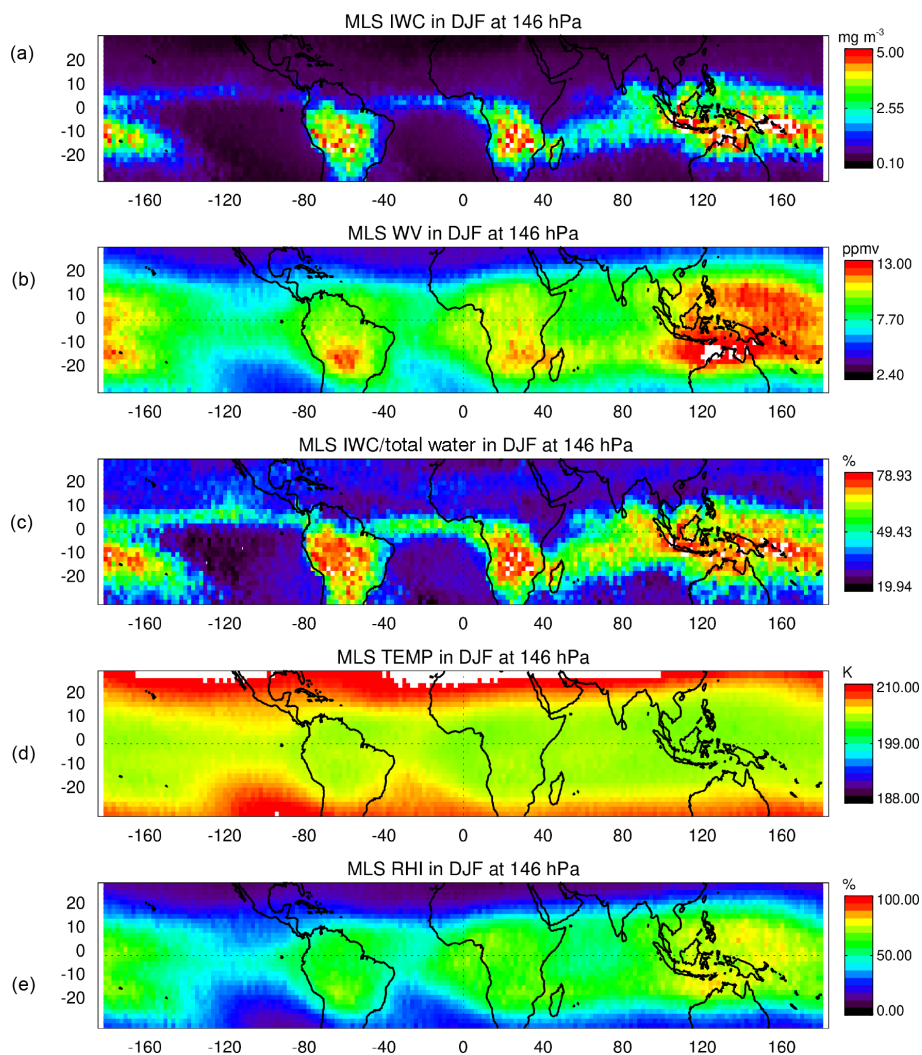 MLS IWC in DJF at 146 hPa
(a)
mg m⁻³
20
10
0
-10
-20
5.00
2.55
0.10
-160 -120 -80 -40 0 40 80 120 160
MLS WV in DJF at 146 hPa
(b)
ppmv
20
10
0
-10
-20
13.00
7.70
2.40
-160 -120 -80 -40 0 40 80 120 160
MLS IWC/total water in DJF at 146 hPa
(c)
%
20
10
0
-10
-20
78.93
49.43
19.94
-160 -120 -80 -40 0 40 80 120 160
MLS TEMP in DJF at 146 hPa
(d)
K
20
10
0
-10
-20
210.00
199.00
188.00
-160 -120 -80 -40 0 40 80 120 160
MLS RHI in DJF at 146 hPa
(e)
%
20
10
0
-10
-20
100.00
50.00
0.00
-160 -120 -80 -40 0 40 80 120 160